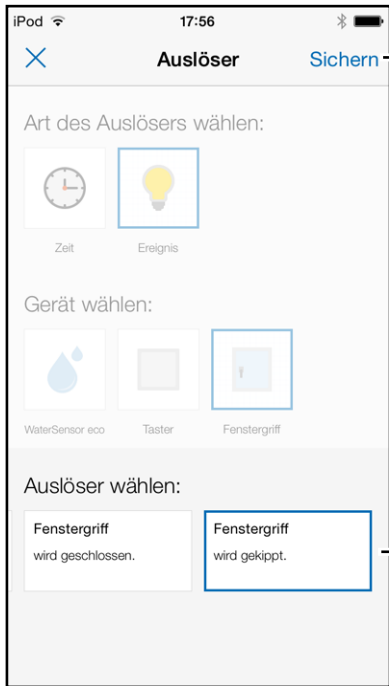 iPod 17:56
Auslöser Sichern
Art des Auslösers wählen:
Zeit Ereignis
Gerät wählen:
WaterSensor eco Taster Fenstergriff
Auslöser wählen:
Fenstergriff Fenstergriff
wird geschlossen. wird gekippt.